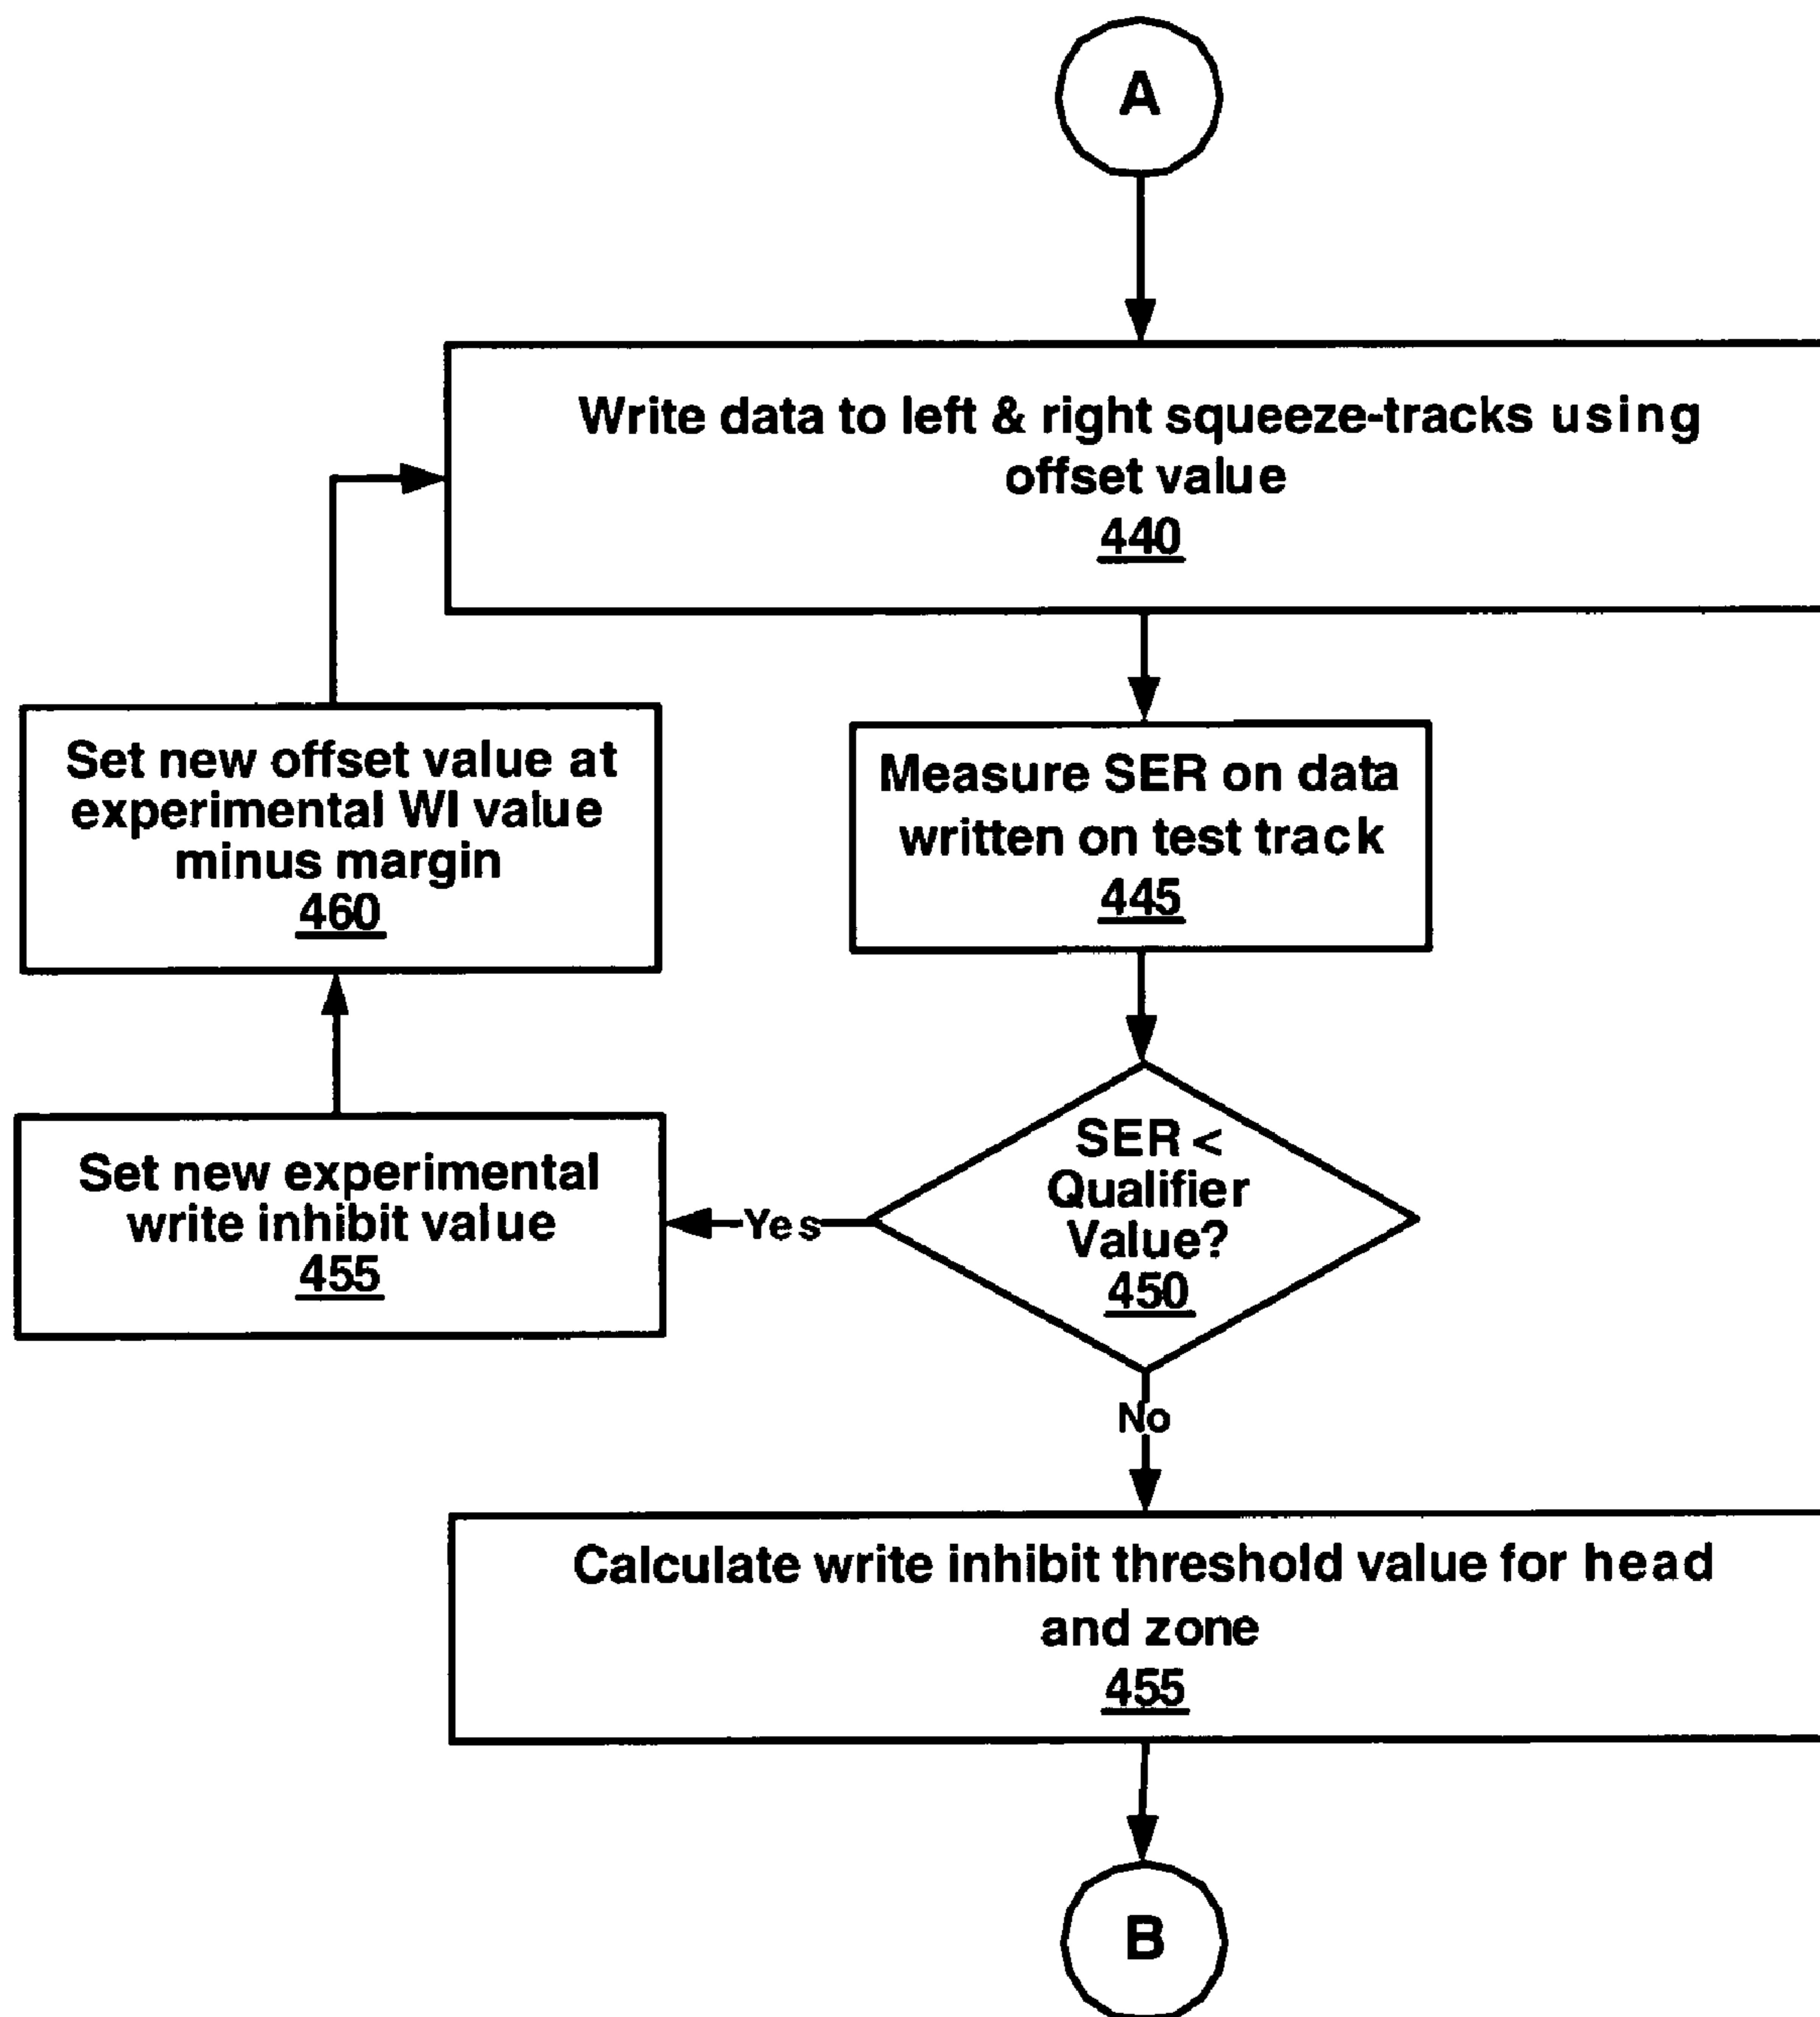 A
Write data to left & right squeeze-tracks using
offset value
440
Set new offset value at
experimental WI value
minus margin
460
Measure SER on data
written on test track
445
SER <
Qualifier
Value?
450
Yes
Set new experimental
write inhibit value
455
No
Calculate write inhibit threshold value for head
and zone
455
B